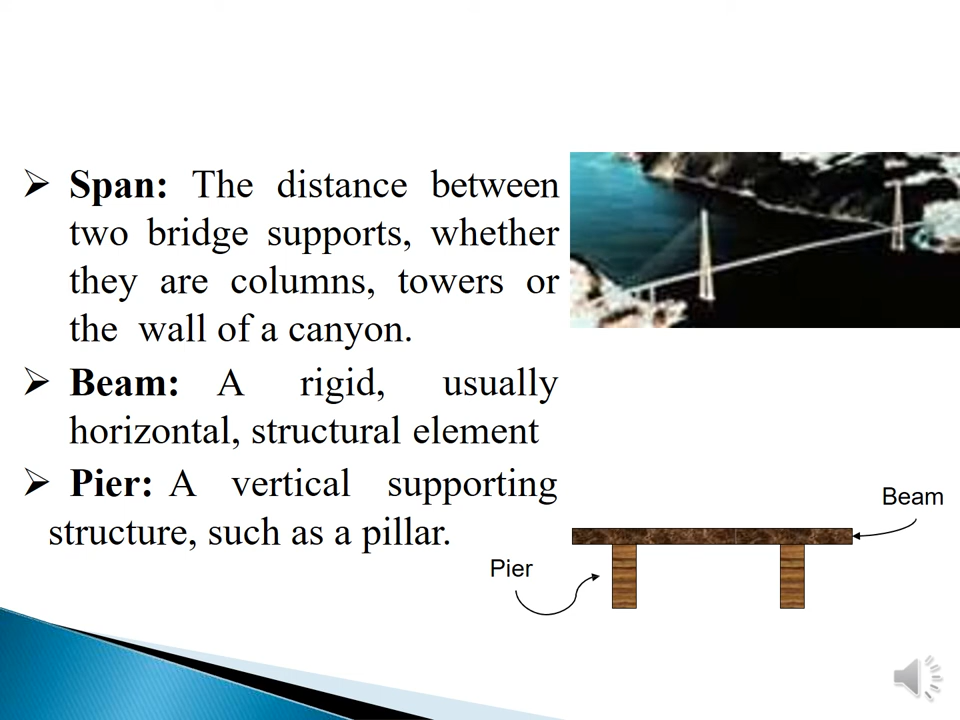 ➢ Span: The distance between
two bridge supports, whether
they are columns, towers or
the wall of a canyon.
➢ Beam: A rigid, usually
horizontal, structural element
➢ Pier: A vertical supporting
structure, such as a pillar.
Beam
Pier